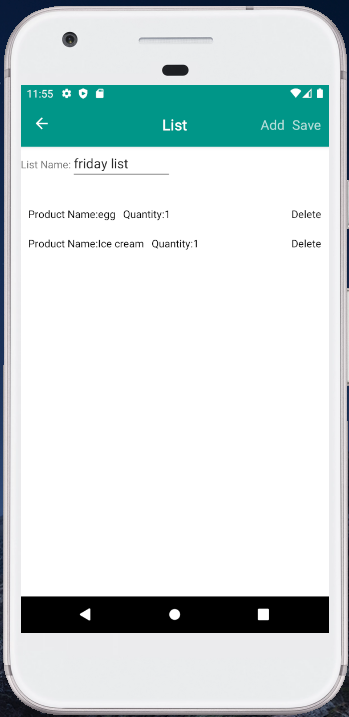 11:55
List Add Save
List Name: friday list
Product Name:egg Quantity:1 Delete
Product Name:Ice cream Quantity:1 Delete